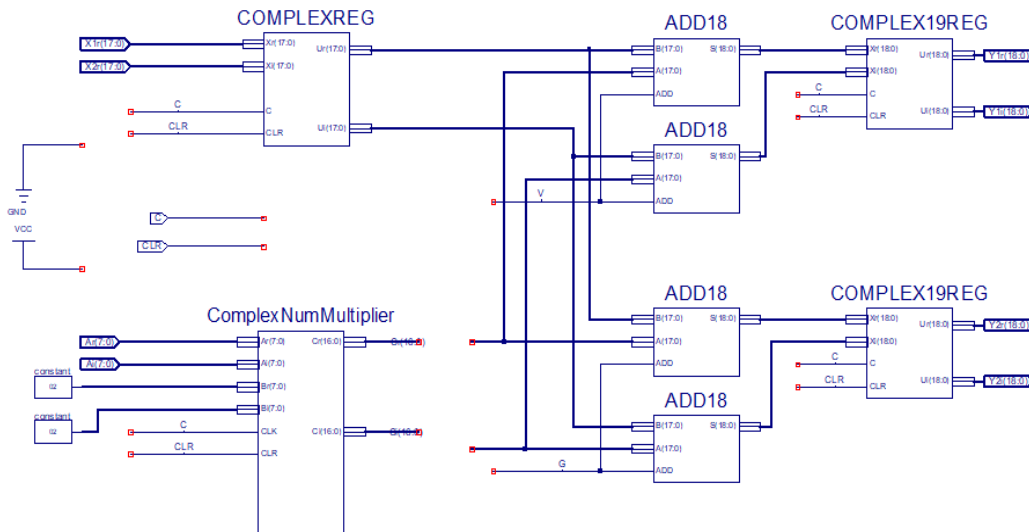 COMPLEXREG
X1r(17:0)
X2r(17:0)
Xr(17:0)
Xi(17:0)
C
CLR
C
CLR
Ur(17:0)
Ui(17:0)
ADD18
B(17:0)
A(17:0)
ADD
S(18:0)
COMPLEX19REG
Xr(18:0)
Xi(18:0)
C
CLR
C
CLR
Ur(18:0)
Ui(18:0)
Y1r(18:0)
Y1i(18:0)
ADD18
B(17:0)
A(17:0)
ADD
S(18:0)
V
GND
VCC
C
CLR
ComplexNumMultiplier
Ar(7:0)
Ai(7:0)
constant
02
constant
02
C
CLR
Ar(7:0)
Ai(7:0)
Br(7:0)
Bi(7:0)
CLK
CLR
Cr(16:0)
Ci(16:0)
ADD18
B(17:0)
A(17:0)
ADD
S(18:0)
COMPLEX19REG
Xr(18:0)
Xi(18:0)
C
CLR
C
CLR
Ur(18:0)
Ui(18:0)
Y2r(18:0)
Y2i(18:0)
ADD18
B(17:0)
A(17:0)
ADD
S(18:0)
G